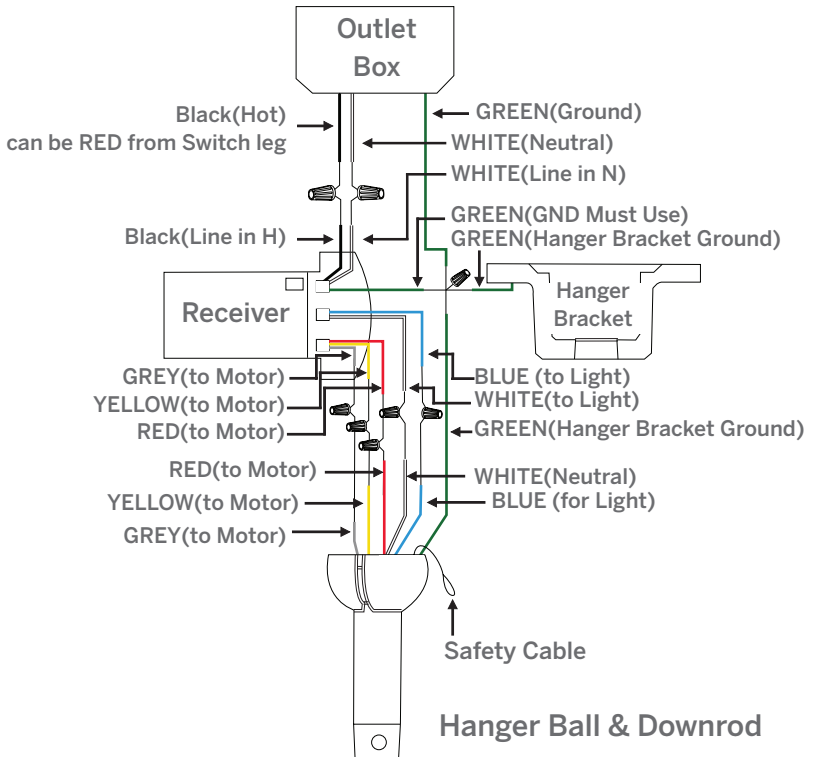 Outlet
Box
Black(Hot)
can be RED from Switch leg
GREEN(Ground)
WHITE(Neutral)
WHITE(Line in N)
GREEN(GND Must Use)
Black(Line in H)
GREEN(Hanger Bracket Ground)
Receiver
Hanger
Bracket
GREY(to Motor)
YELLOW(to Motor)
RED(to Motor)
BLUE (to Light)
WHITE(to Light)
GREEN(Hanger Bracket Ground)
RED(to Motor)
YELLOW(to Motor)
GREY(to Motor)
WHITE(Neutral)
BLUE (for Light)
Safety Cable
Hanger Ball & Downrod